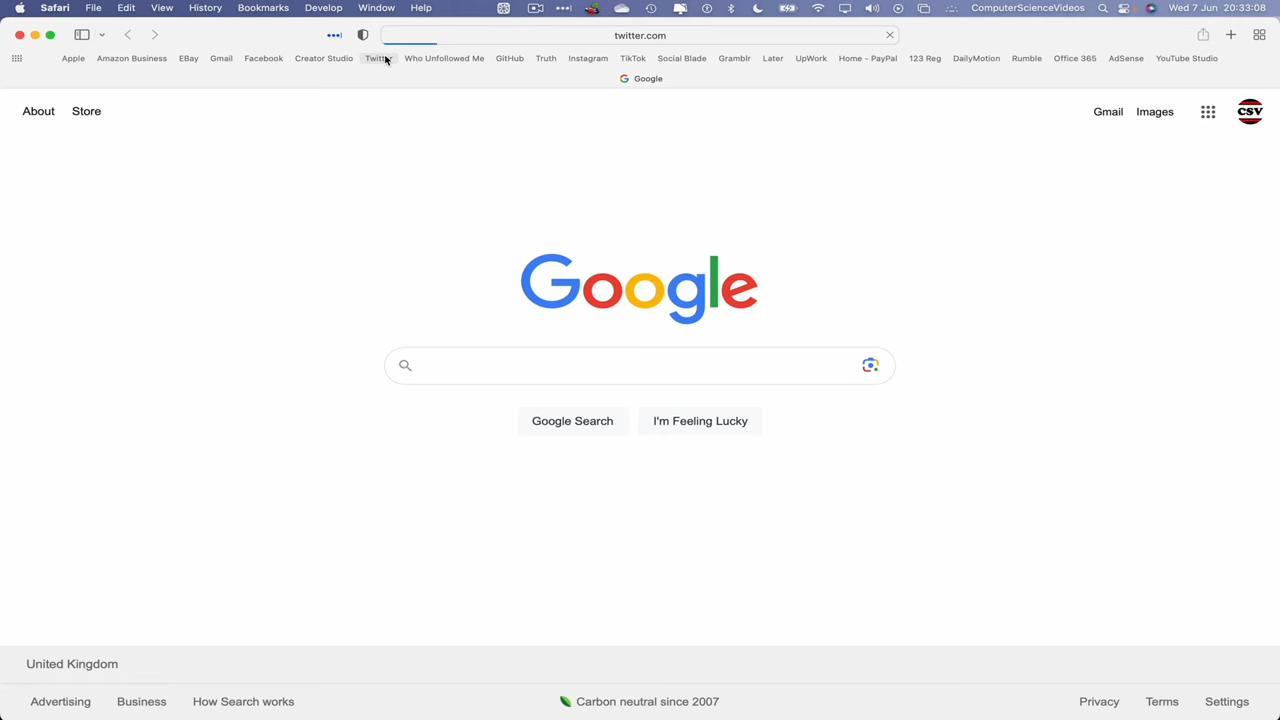 Safari File Edit View History Bookmarks Develop Window Help ComputerScienceVideos Wed 7 Jun 20:33:08
twitter.com
Apple Amazon Business EBay Gmail Facebook Creator Studio Twitter Who Unfollowed Me GitHub Truth Instagram TikTok Social Blade Gramblr Later UpWork Home - PayPal 123 Reg DailyMotion Rumble Office 365 AdSense YouTube Studio
Google
About Store Gmail Images CSV
Google
Google Search I'm Feeling Lucky
United Kingdom
Advertising Business How Search works Carbon neutral since 2007 Privacy Terms Settings